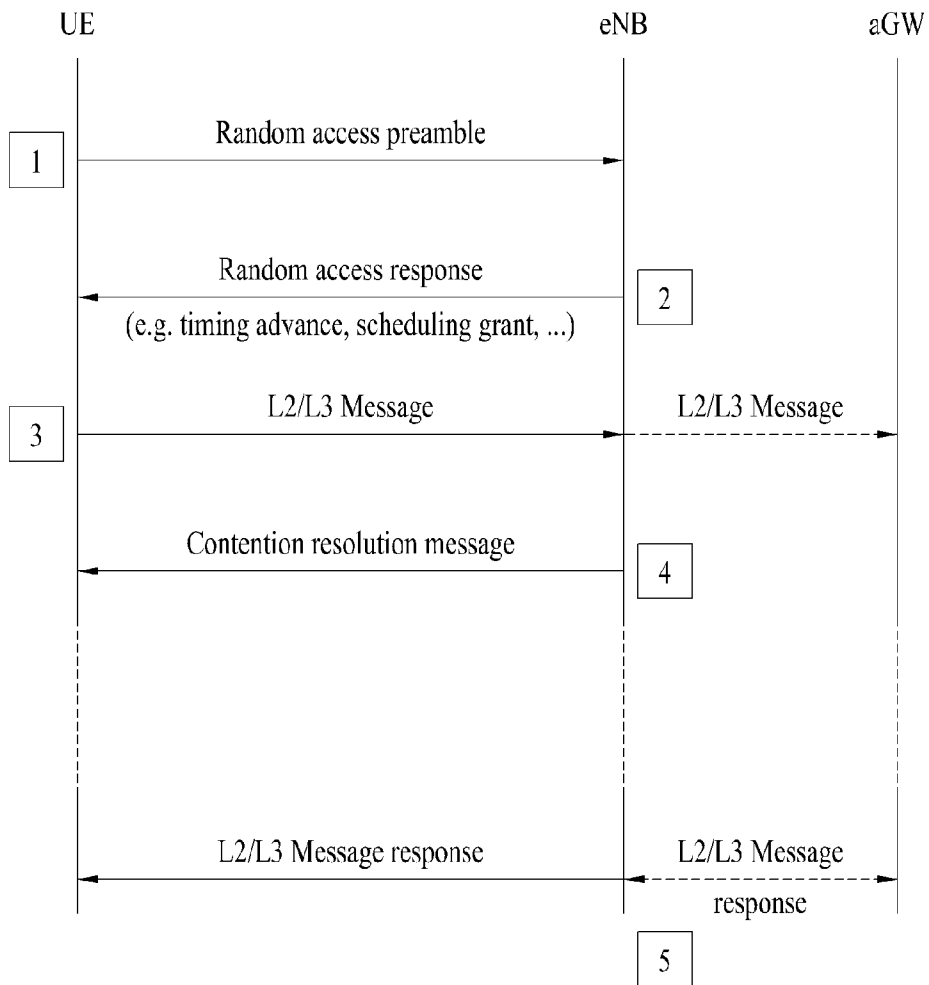 UE eNB aGW
Random access preamble
1
Random access response
2
(e.g. timing advance, scheduling grant, ...)
L2/L3 Message L2/L3 Message
3
Contention resolution message
4
L2/L3 Message response L2/L3 Message
response
5